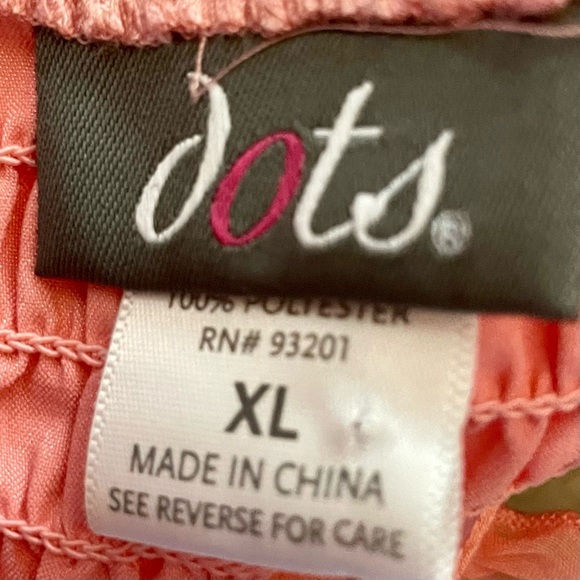 dots®
100% POLYESTER
RN# 93201
XL
MADE IN CHINA
SEE REVERSE FOR CARE